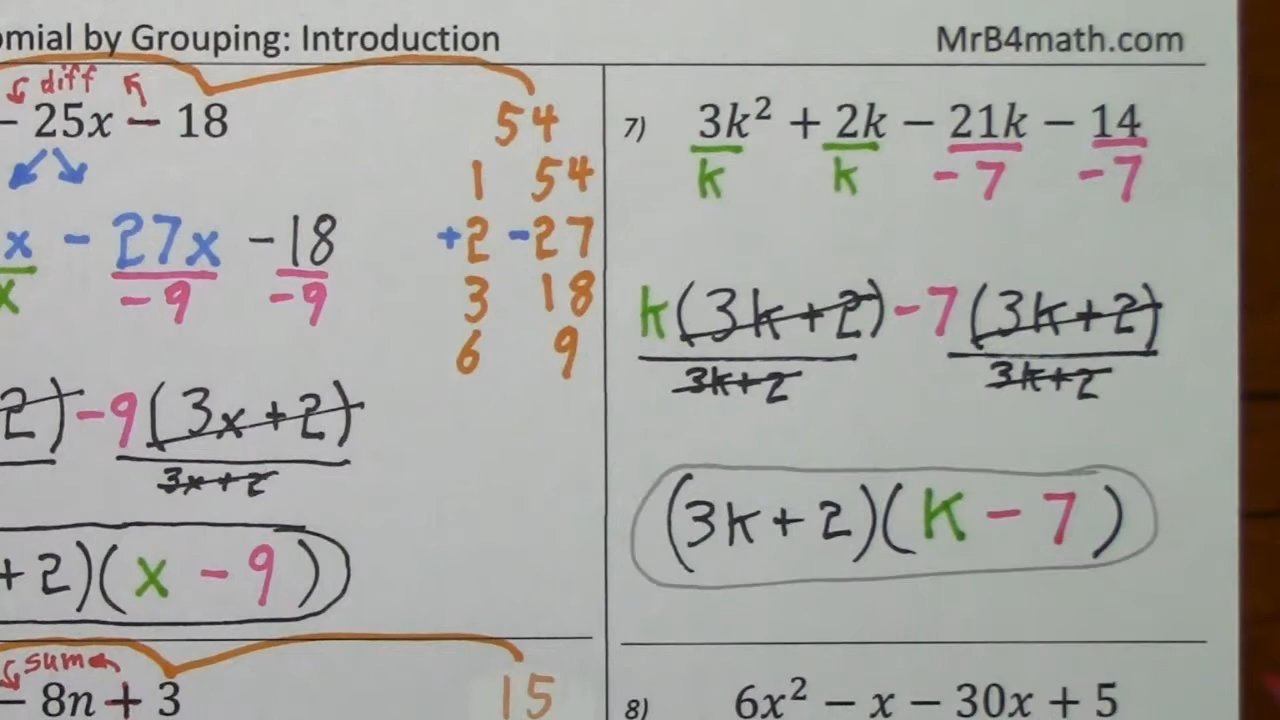 omial by Grouping: Introduction
MrB4math.com
diff
− 25x − 18
x − 27x − 18
x −9 −9
2) −9 (3x+2)
3x+2
+ 2)(x − 9)
54
1 54
+2 −27
3 18
6 9
7) 3k² + 2k − 21k − 14
k k −7 −7
k(3k+2) −7(3k+2)
3k+2 3k+2
(3k+2)(k − 7)
sum
− 8n + 3
15
8) 6x² − x − 30x + 5